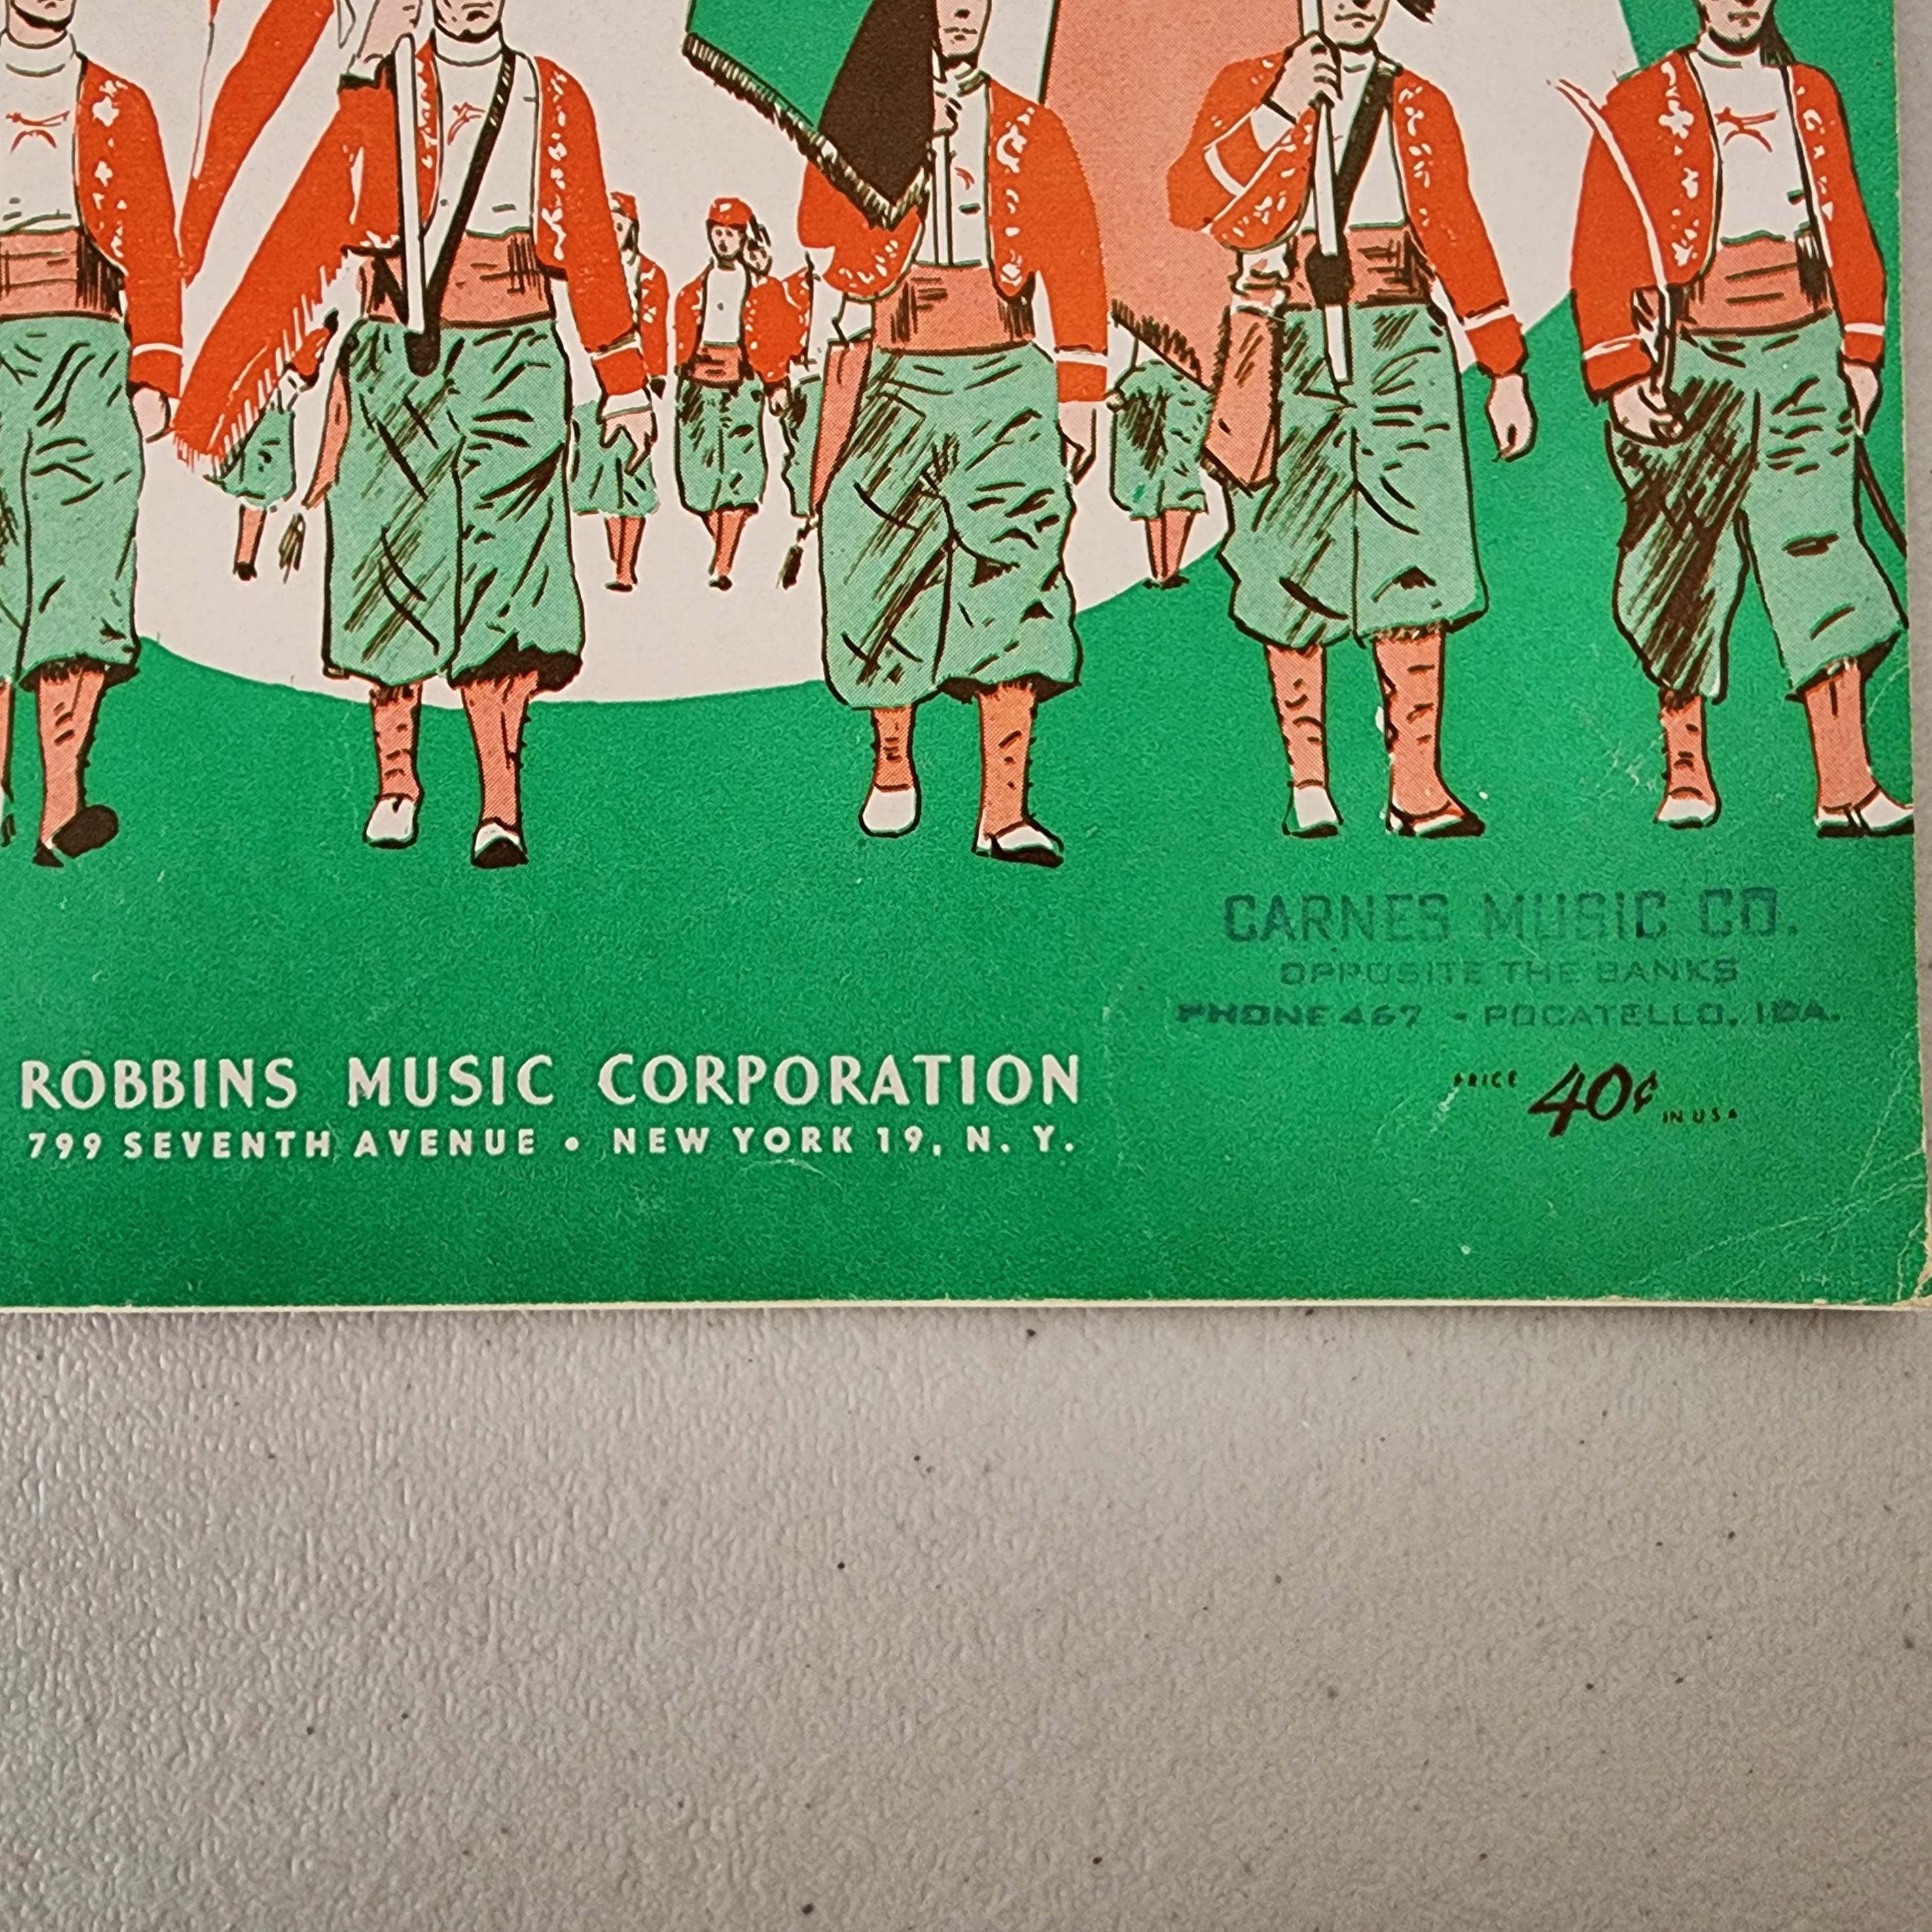 CARNES MUSIC CO.
OPPOSITE THE BANKS
PHONE 467 - POCATELLO, IDA.
ROBBINS MUSIC CORPORATION
799 SEVENTH AVENUE • NEW YORK 19, N. Y.
PRICE 40¢ IN U S A